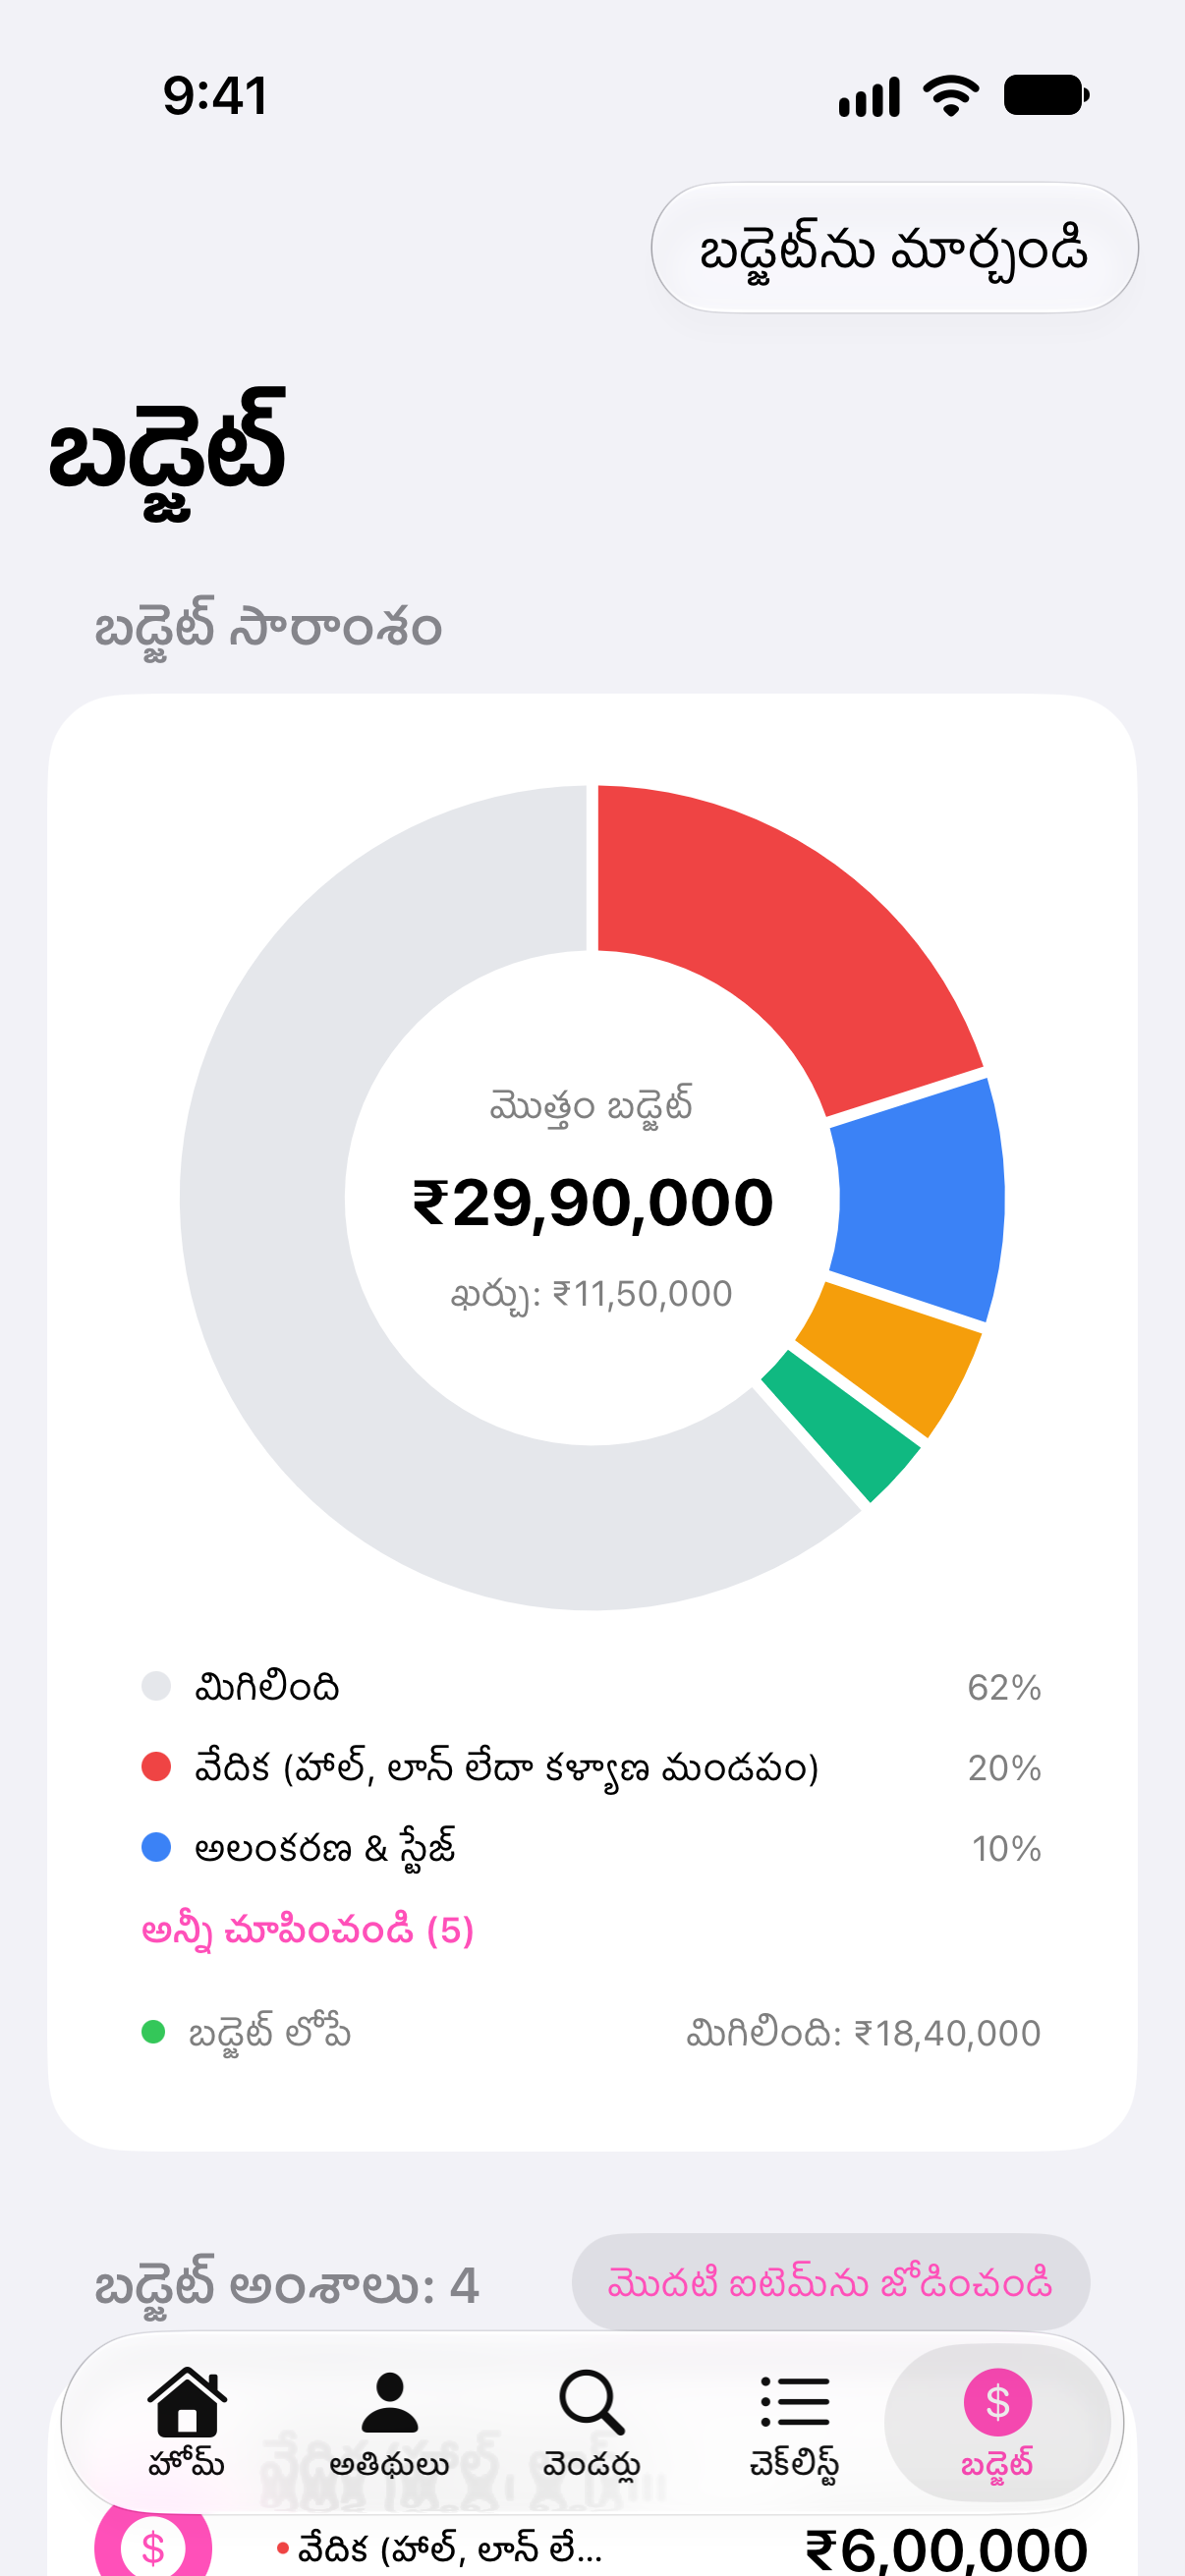 9:41
బడ్జెట్‌ను మార్చండి
బడ్జెట్
బడ్జెట్ సారాంశం
మొత్తం బడ్జెట్
₹29,90,000
ఖర్చు: ₹11,50,000
మిగిలింది 62%
వేదిక (హాల్, లాన్ లేదా కళ్యాణ మండపం) 20%
అలంకరణ & స్టేజ్ 10%
అన్నీ చూపించండి (5)
బడ్జెట్ లోపే మిగిలింది: ₹18,40,000
బడ్జెట్ అంశాలు: 4 మొదటి ఐటెమ్‌ను జోడించండి
హోమ్ అతిథులు వెండర్లు చెక్‌లిస్ట్ $ బడ్జెట్
$ వేదిక (హాల్, లాన్ లే... ₹6,00,000